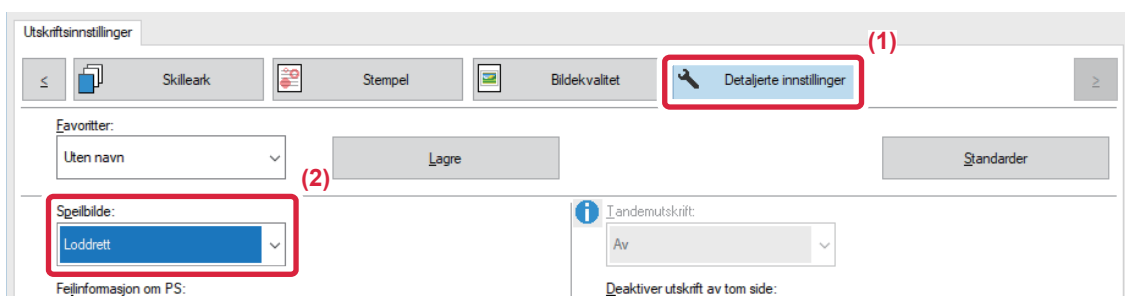 Utskriftsinnstillinger
(1)
< Skilleark Stempel Bildekvalitet Detaljerte innstillinger >
Favoritter:
Uten navn Lagre Standarder
(2)
Speilbilde: Tandemutskrift:
Loddrett Av
Feilinformasjon om PS: Deaktiver utskrift av tom side: